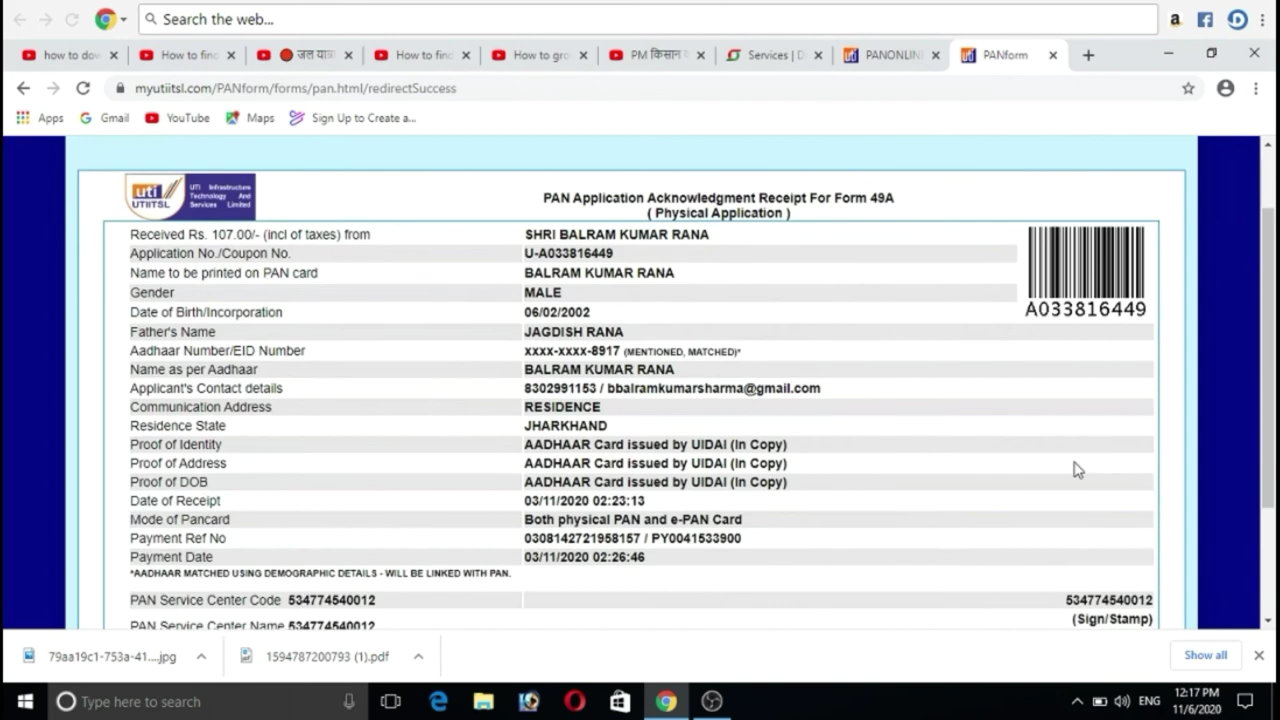 Search the web...
how to dov
How to finc
जल यात्र
How to finc
How to gro
PM किसान
Services | D
PANONLIN
PANform
myutiitsl.com/PANform/forms/pan.html/redirectSuccess
Apps Gmail YouTube Maps Sign Up to Create a...
uti UTIITSL
UTI Infrastructure
Technology And
Services Limited
PAN Application Acknowledgment Receipt For Form 49A
( Physical Application )
Received Rs. 107.00/- (incl of taxes) from SHRI BALRAM KUMAR RANA
Application No./Coupon No. U-A033816449
Name to be printed on PAN card BALRAM KUMAR RANA
Gender MALE
Date of Birth/Incorporation 06/02/2002
A033816449
Father's Name JAGDISH RANA
Aadhaar Number/EID Number xxxx-xxxx-8917 (MENTIONED, MATCHED)*
Name as per Aadhaar BALRAM KUMAR RANA
Applicant's Contact details 8302991153 / bbalramkumarsharma@gmail.com
Communication Address RESIDENCE
Residence State JHARKHAND
Proof of Identity AADHAAR Card issued by UIDAI (In Copy)
Proof of Address AADHAAR Card issued by UIDAI (In Copy)
Proof of DOB AADHAAR Card issued by UIDAI (In Copy)
Date of Receipt 03/11/2020 02:23:13
Mode of Pancard Both physical PAN and e-PAN Card
Payment Ref No 0308142721958157 / PY0041533900
Payment Date 03/11/2020 02:26:46
*AADHAAR MATCHED USING DEMOGRAPHIC DETAILS - WILL BE LINKED WITH PAN.
PAN Service Center Code 534774540012 534774540012
(Sign/Stamp)
PAN Service Center Name 534774540012
79aa19c1-753a-41....jpg
1594787200793 (1).pdf
Show all
Type here to search
ENG
12:17 PM
11/6/2020